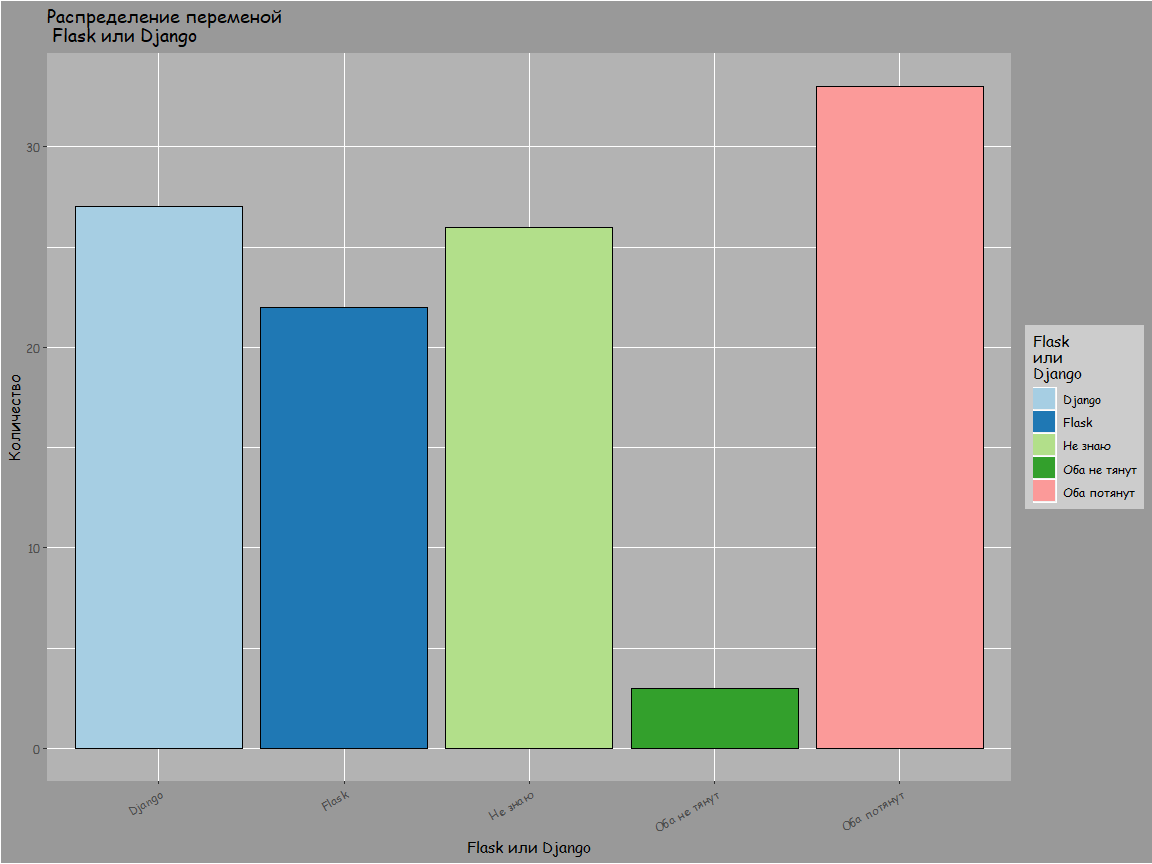 Распределение переменой
Flask или Django
Количество
30
20
10
0
Django
Flask
Не знаю
Оба не тянут
Оба потянут
Flask или Django
Flask
или
Django
Django
Flask
Не знаю
Оба не тянут
Оба потянут